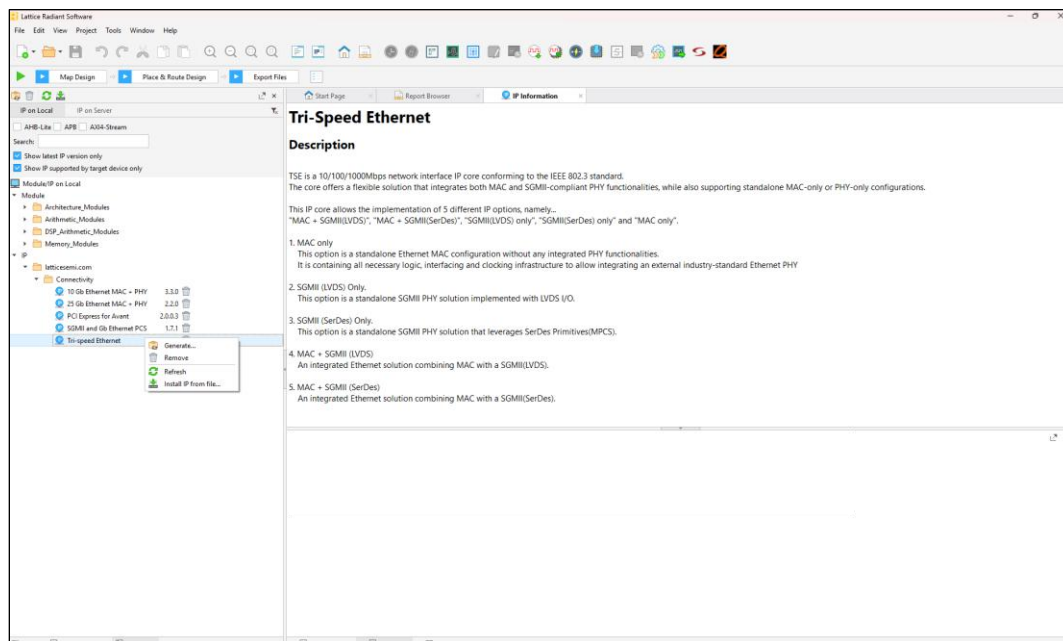 Lattice Radiant Software
File Edit View Project Tools Window Help
Map Design Place & Route Design Export Files
IP on Local IP on Server
AHB-Lite APB AXI4-Stream
Search:
Show latest IP version only
Show IP supported by target device only
Module/IP on Local
Module
Architecture_Modules
Arithmetic_Modules
DSP_Arithmetic_Modules
Memory_Modules
IP
latticesemi.com
Connectivity
10 Gb Ethernet MAC + PHY 3.3.0
25 Gb Ethernet MAC + PHY 2.2.0
PCI Express for Avant 2.0.0.3
SGMII and Gb Ethernet PCS 1.7.1
Tri-speed Ethernet
Generate...
Remove
Refresh
Install IP from file...
Start Page Report Browser IP Information
Tri-Speed Ethernet
Description
TSE is a 10/100/1000Mbps network interface IP core conforming to the IEEE 802.3 standard.
The core offers a flexible solution that integrates both MAC and SGMII-compliant PHY functionalities, while also supporting standalone MAC-only or PHY-only configurations.
This IP core allows the implementation of 5 different IP options, namely...
"MAC + SGMII(LVDS)", "MAC + SGMII(SerDes)", "SGMII(LVDS) only", "SGMII(SerDes) only" and "MAC only".
1. MAC only
This option is a standalone Ethernet MAC configuration without any integrated PHY functionalities.
It is containing all necessary logic, interfacing and clocking infrastructure to allow integrating an external industry-standard Ethernet PHY
2. SGMII (LVDS) Only.
This option is a standalone SGMII PHY solution implemented with LVDS I/O.
3. SGMII (SerDes) Only.
This option is a standalone SGMII PHY solution that leverages SerDes Primitives(MPCS).
4. MAC + SGMII (LVDS)
An integrated Ethernet solution combining MAC with a SGMII(LVDS).
5. MAC + SGMII (SerDes)
An integrated Ethernet solution combining MAC with a SGMII(SerDes).